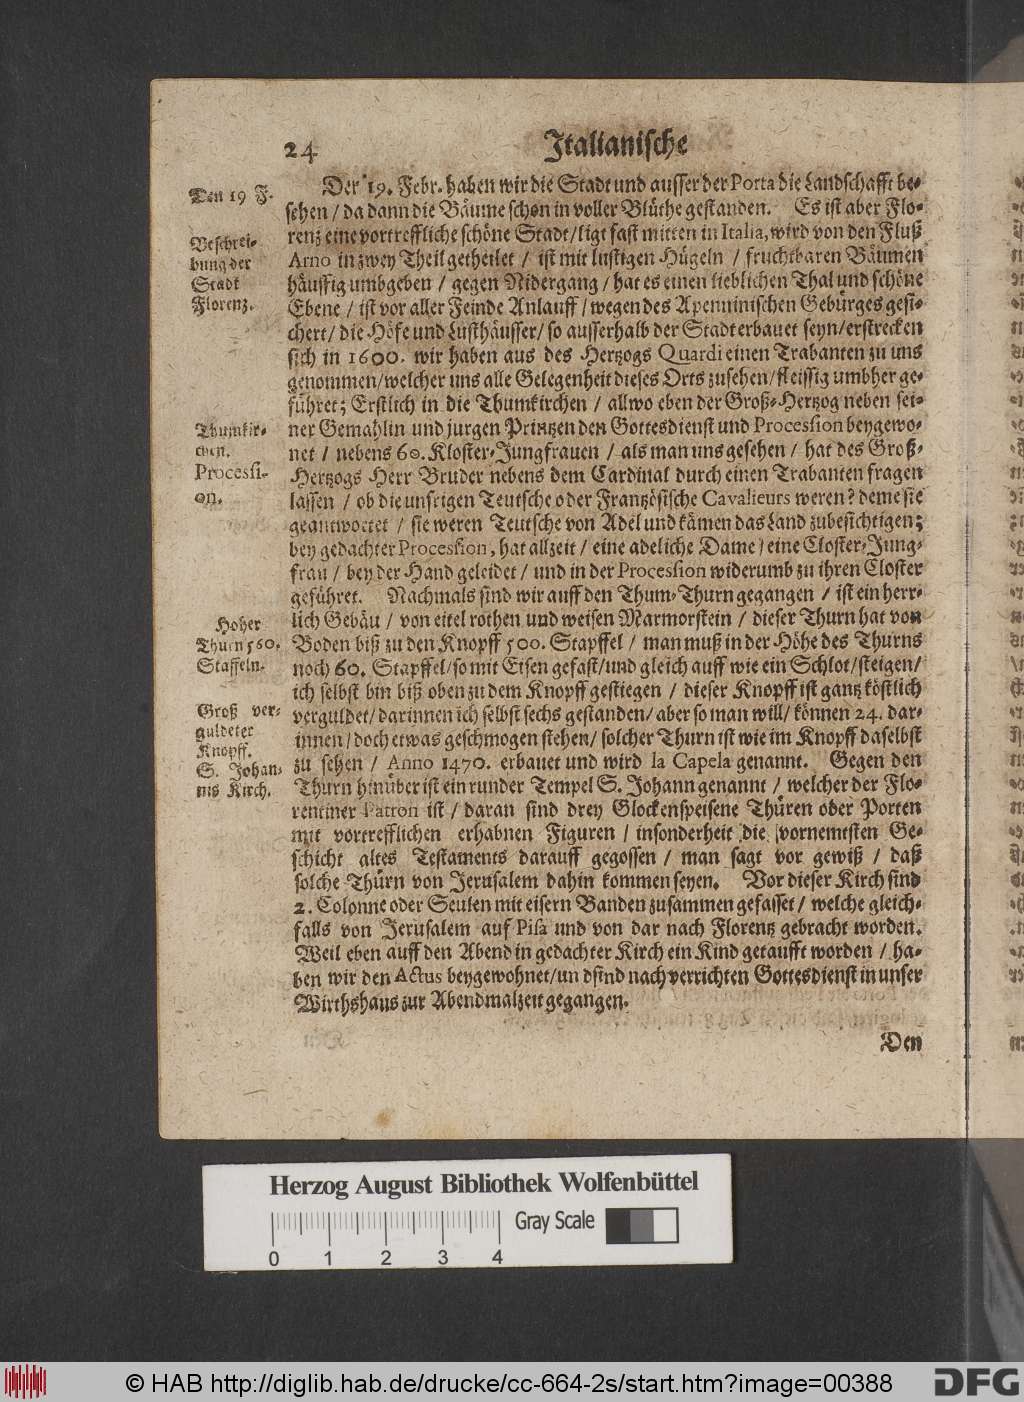 24 Italianische
Den 19 F.
Beschrei-
bung der
Stadt
Florenz.
Thumkir-
chen.
Processi-
on.
Hoher
Thurn 560.
Staffeln.
Groß ver-
guldeter
Knopff.
S. Johan-
nis Kirch.
Der 19. Febr. haben wir die Stadt und ausser der Porta die Landschafft be-
sehen / da dann die Bäume schon in voller Blüthe gestanden. Es ist aber Flo-
renz eine vortreffliche schöne Stadt / ligt fast mitten in Italia, wird von den Fluß
Arno in zwey Theil getheilet / ist mit lustigen Hügeln / fruchtbaren Bäumen
häuffig umbgeben / gegen Nidergang / hat es einen lieblichen Thal und schöne
Ebene / ist vor aller Feinde Anlauff / wegen des Apenninischen Gebürges gesi-
chert / die Höfe und Lusthäusser / so ausserhalb der Stadt erbauet seyn / erstrecken
sich in 1600. wir haben aus des Hertzogs Quardi einen Trabanten zu uns
genommen / welcher uns alle Gelegenheit dieses Orts zusehen / fleissig umbher ge-
führet; Erstlich in die Thumkirchen / allwo eben der Groß-Hertzog neben sei-
ner Gemahlin und jungen Printzen den Gottesdienst und Procession beygewo-
net / nebens 60. Kloster-Jungfrauen / als man uns gesehen / hat des Groß-
Hertzogs Herr Bruder nebens dem Cardinal durch einen Trabanten fragen
lassen / ob die unsrigen Teutsche oder Frantzösische Cavalieurs weren? deme sie
geantwortet / sie weren Teutsche von Adel und kämen das Land zubesichtigen;
bey gedachter Procession, hat allzeit / eine adeliche Dame / eine Closter-Jung-
frau / bey der Hand geleidet / und in der Procession widerumb zu ihren Closter
geführet. Nachmals sind wir auff den Thum-Thurn gegangen / ist ein herr-
lich Gebäu / von eitel rothen und weisen Marmorstein / dieser Thurn hat von
Boden biß zu den Knopff 500. Stapffel / man muß in der Höhe des Thurns
noch 60. Stapffel / so mit Eisen gefast / und gleich auff wie ein Schlot / steigen /
ich selbst bin biß oben zu dem Knopff gestiegen / dieser Knopff ist gantz köstlich
verguldet / darinnen ich selbst sechs gestanden / aber so man will / können 24. dar-
innen / doch etwas geschmogen stehen / solcher Thurn ist wie im Knopff daselbst
zu sehen / Anno 1470. erbauet und wird la Capela genannt. Gegen den
Thurn hinüber ist ein runder Tempel S. Johann genannt / welcher der Flo-
rentiner Patron ist / daran sind drey Glockenspeisene Thüren oder Porten
mit vortrefflichen erhabnen Figuren / insonderheit die vornemtsten Ge-
schicht altes Testaments darauff gegossen / man sagt vor gewiß / daß
solche Thürn von Jerusalem dahin kommen seyen. Vor dieser Kirch sind
2. Colonne oder Seulen mit eisern Banden zusammen gefasset / welche gleich-
falls von Jerusalem auf Pisa und von dar nach Florentz gebracht worden.
Weil eben auff den Abend in gedachter Kirch ein Kind getaufft worden / ha-
ben wir den Actus beygewohnet / un dsind nach verrichten Gottesdienst in unser
Wirthshaus zur Abendmalzeit gegangen.
Den
Herzog August Bibliothek Wolfenbüttel
Gray Scale
0 1 2 3 4
© HAB http://diglib.hab.de/drucke/cc-664-2s/start.htm?image=00388
DFG